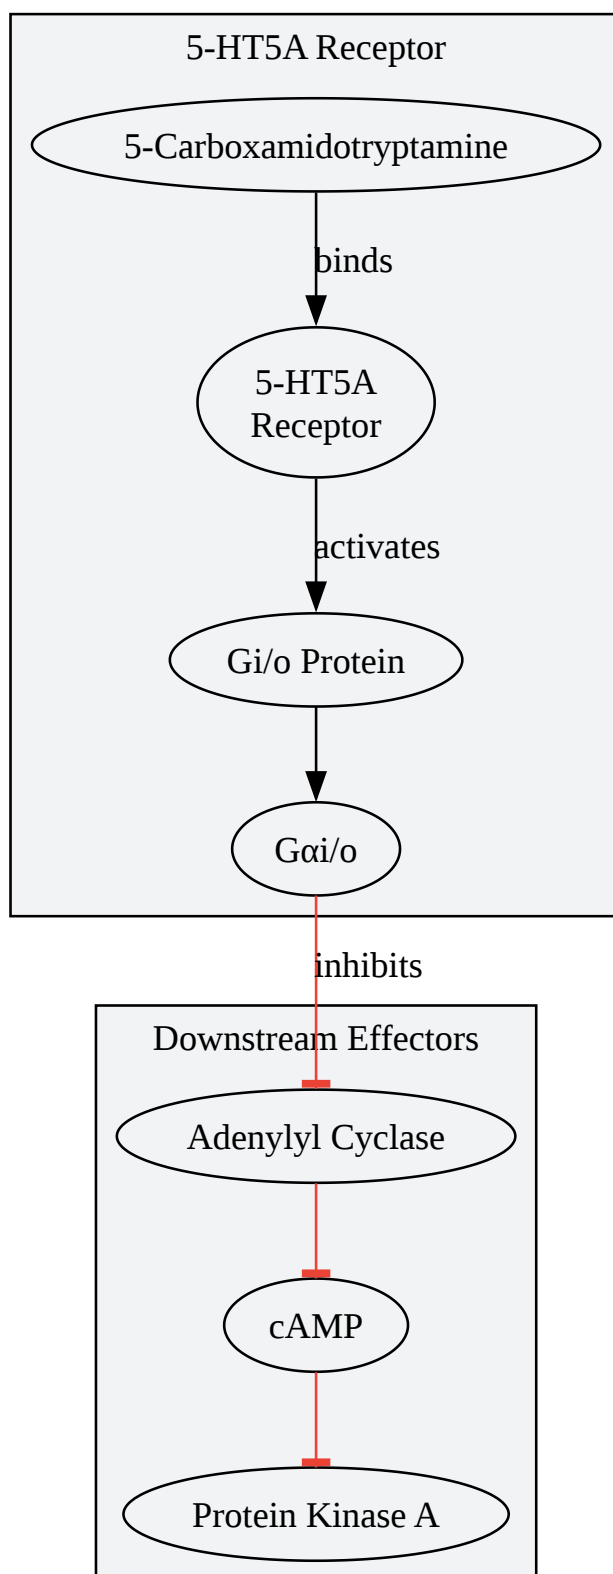 5-HT5A Receptor
5-Carboxamidotryptamine
binds
5-HT5A
Receptor
activates
Gi/o Protein
Gαi/o
inhibits
Downstream Effectors
Adenylyl Cyclase
cAMP
Protein Kinase A